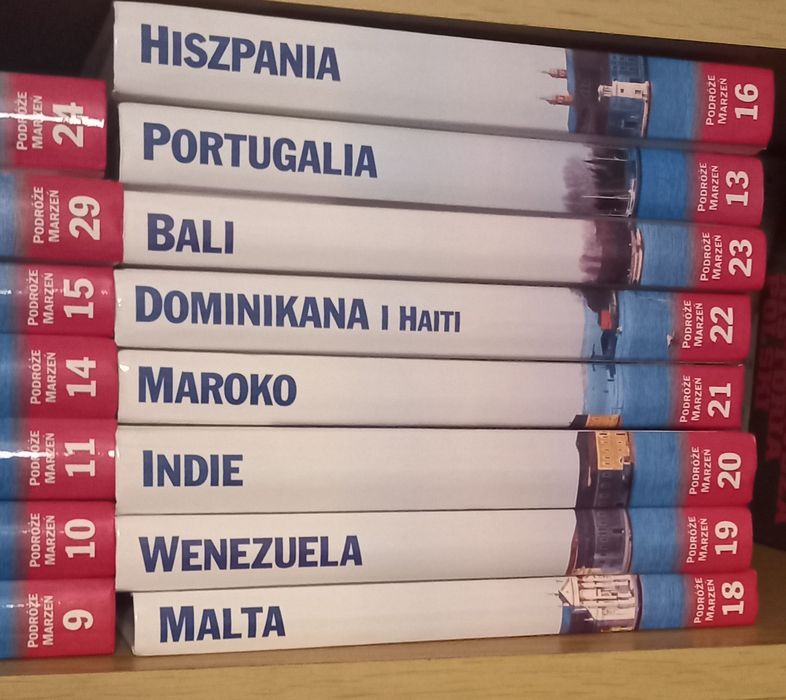 PODRÓŻE
MARZEŃ
24
PODRÓŻE
MARZEŃ
29
PODRÓŻE
MARZEŃ
15
PODRÓŻE
MARZEŃ
14
PODRÓŻE
MARZEŃ
11
PODRÓŻE
MARZEŃ
10
PODRÓŻE
MARZEŃ
9
HISZPANIA
PODRÓŻE
MARZEŃ
16
PORTUGALIA
PODRÓŻE
MARZEŃ
13
BALI
PODRÓŻE
MARZEŃ
23
DOMINIKANA I HAITI
PODRÓŻE
MARZEŃ
22
MAROKO
PODRÓŻE
MARZEŃ
21
INDIE
PODRÓŻE
MARZEŃ
20
WENEZUELA
PODRÓŻE
MARZEŃ
19
MALTA
PODRÓŻE
MARZEŃ
18